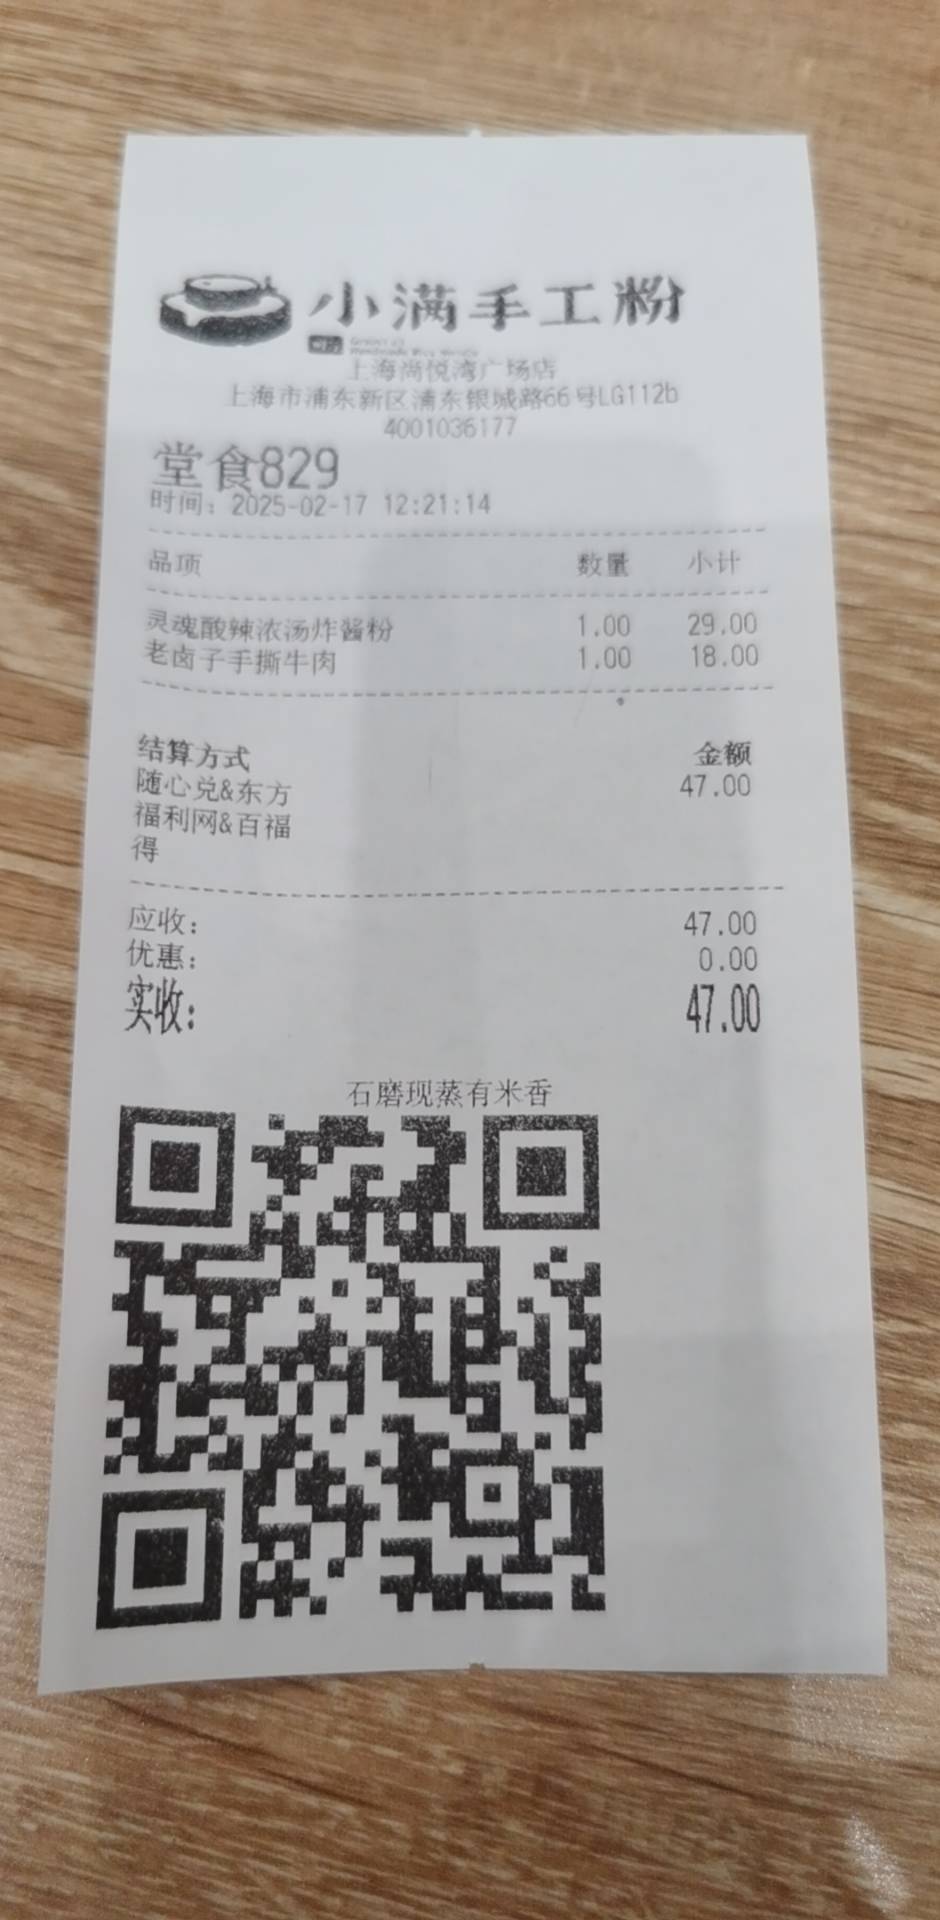 小满手工粉
上海尚悦湾广场店
上海市浦东新区浦东银城路66号LG112b
4001036177
堂食829
时间：2025-02-17 12:21:14
品项 数量 小计
灵魂酸辣浓汤炸酱粉 1.00 29.00
老卤子手撕牛肉 1.00 18.00
结算方式 金额
随心兑&东方 47.00
福利网&百福
得
应收： 47.00
优惠： 0.00
实收： 47.00
石磨现蒸有米香